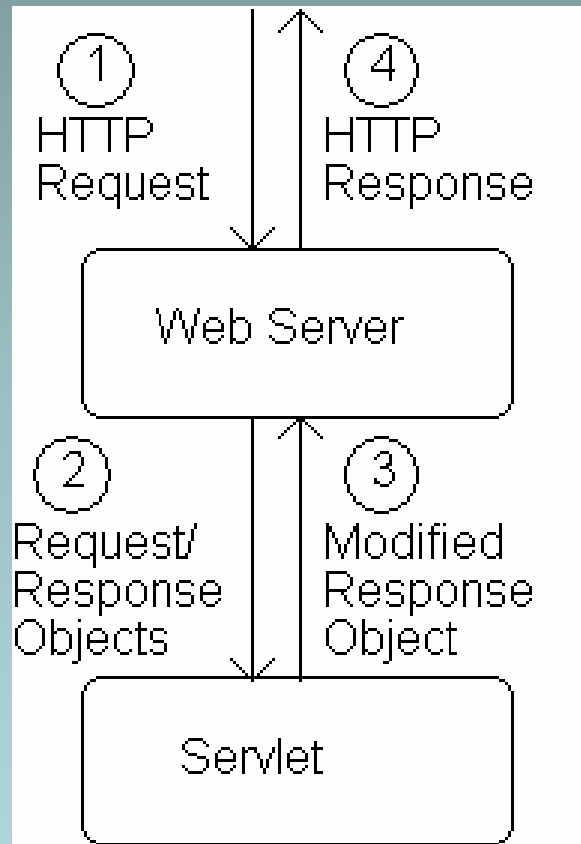 1
HTTP
Request
4
HTTP
Response
Web Server
2
Request/
Response
Objects
3
Modified
Response
Object
Servlet